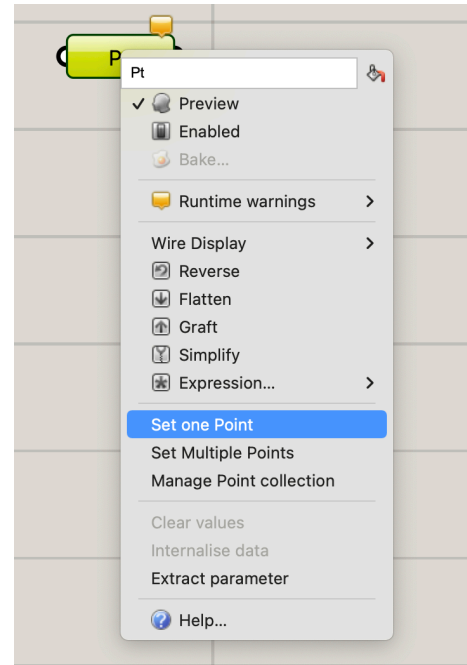 P
Pt
Preview
Enabled
Bake...
Runtime warnings
Wire Display
Reverse
Flatten
Graft
Simplify
Expression...
Set one Point
Set Multiple Points
Manage Point collection
Clear values
Internalise data
Extract parameter
Help...